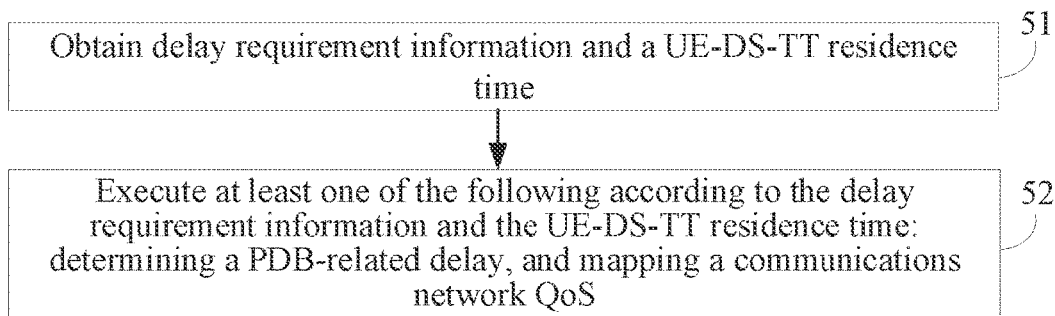 51
Obtain delay requirement information and a UE-DS-TT residence
time
52
Execute at least one of the following according to the delay
requirement information and the UE-DS-TT residence time:
determining a PDB-related delay, and mapping a communications
network QoS